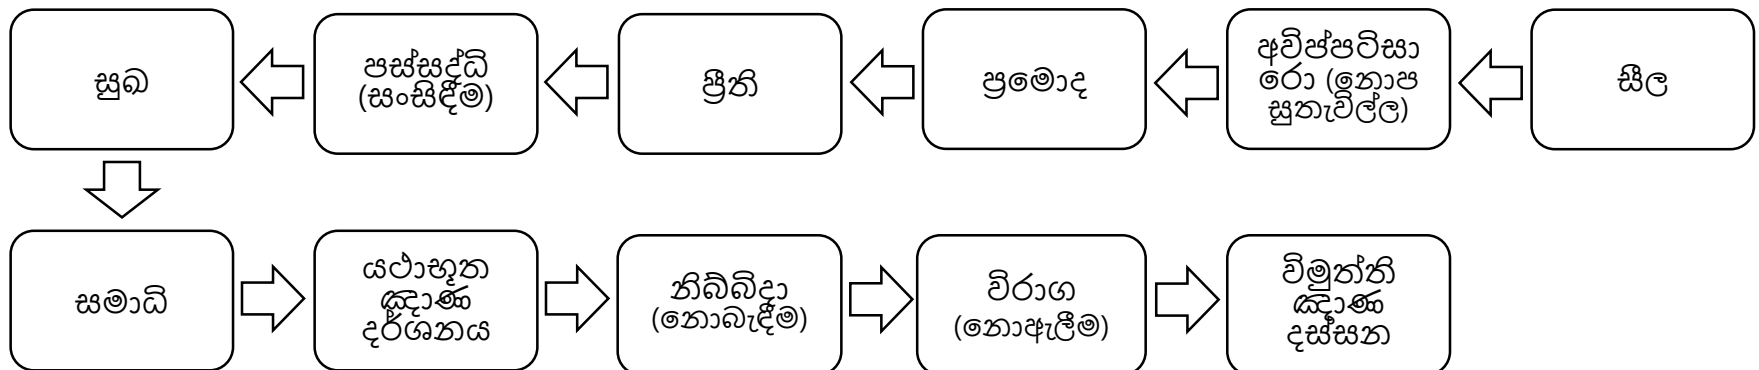 සුඛ
පස්සද්ධි
(සංසිඳීම)
ප්‍රීති
ප්‍රමොද
අවිප්පටිසා
රො (නොප
සුතැවිල්ල)
සීල
සමාධි
යථාභූත
ඤාණ
දර්ශනය
නිබ්බිදා
(නොබැඳීම)
විරාග
(නොඇලීම)
විමුත්ති
ඤාණ
දස්සන